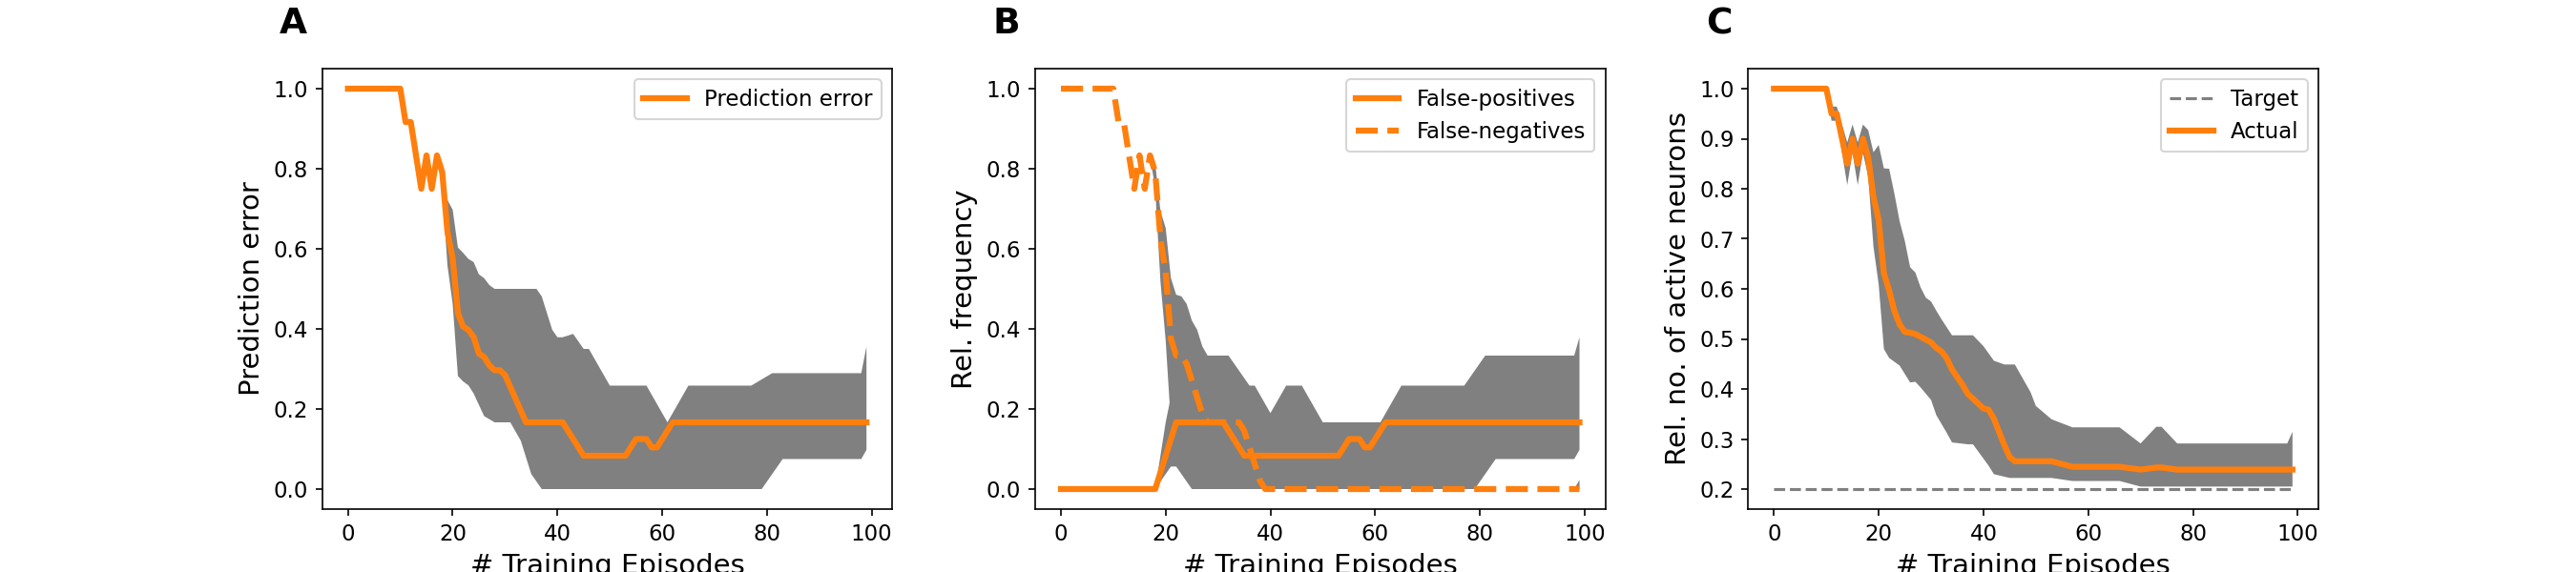 A
B
C
1.0
0.8
0.6
0.4
0.2
0.0
Prediction error
Prediction error
0
20
40
60
80
100
# Training Episodes
1.0
0.8
0.6
0.4
0.2
0.0
Rel. frequency
False-positives
False-negatives
0
20
40
60
80
100
# Training Episodes
1.0
0.9
0.8
0.7
0.6
0.5
0.4
0.3
0.2
Rel. no. of active neurons
Target
Actual
0
20
40
60
80
100
# Training Episodes